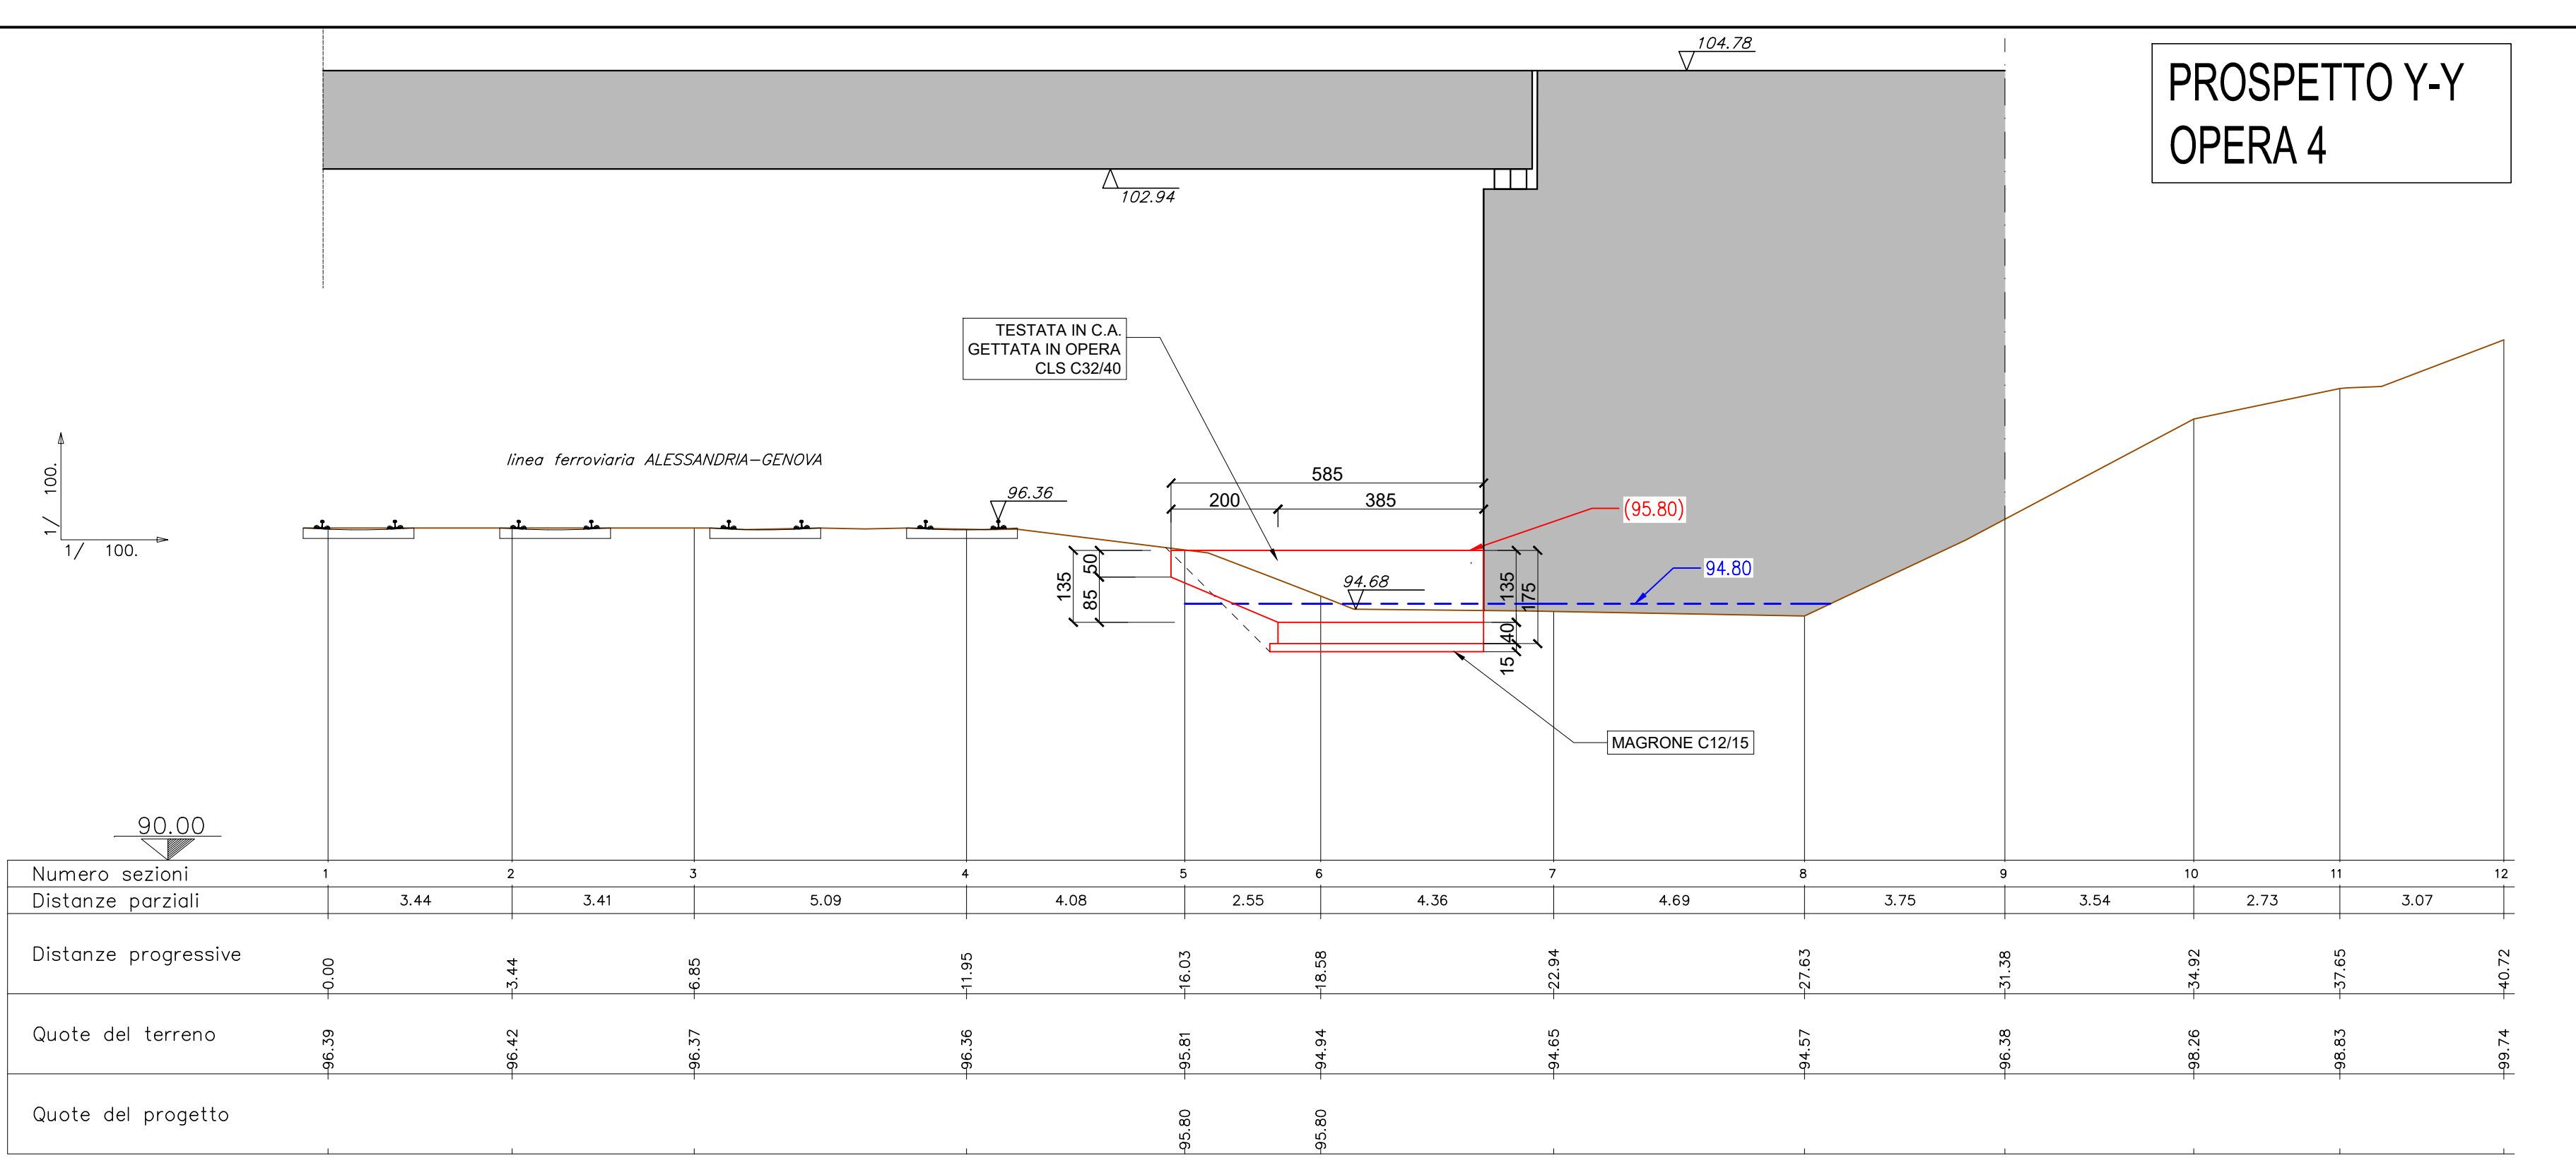 104.78
PROSPETTO Y-Y
OPERA 4
102.94
TESTATA IN C.A.
GETTATA IN OPERA
CLS C32/40
linea ferroviaria ALESSANDRIA-GENOVA
1/ 100.
1/ 100.
96.36
585
200 385
(95.80)
94.80
94.68
135
50
85
135
175
40
15
MAGRONE C12/15
90.00
Numero sezioni 1 2 3 4 5 6 7 8 9 10 11 12
Distanze parziali 3.44 3.41 5.09 4.08 2.55 4.36 4.69 3.75 3.54 2.73 3.07
Distanze progressive 0.00 3.44 6.85 11.95 16.03 18.58 22.94 27.63 31.38 34.92 37.65 40.72
Quote del terreno 96.39 96.42 96.37 96.36 95.81 94.94 94.65 94.57 96.38 98.26 98.83 99.74
Quote del progetto 95.80 95.80